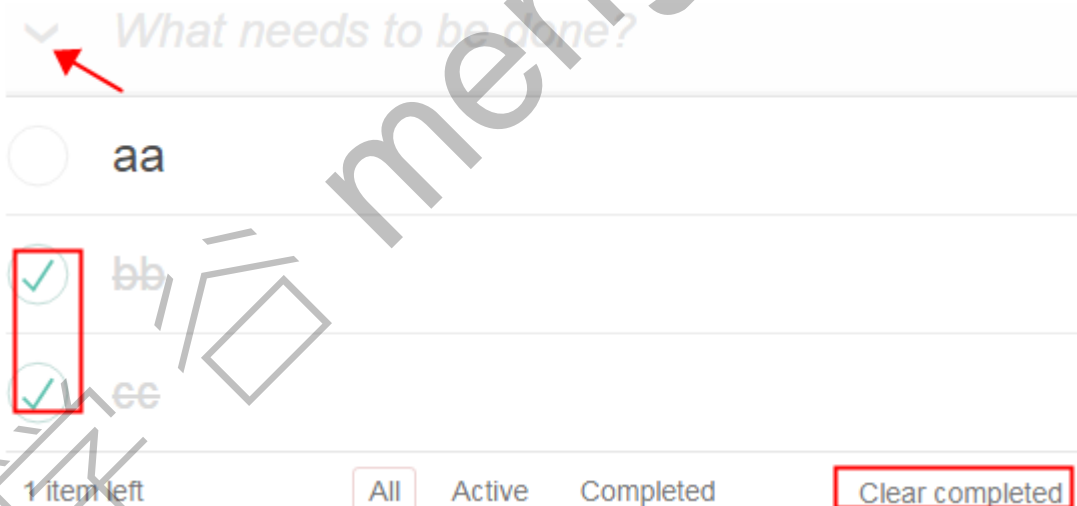 What needs to be done?
aa
bb
cc
1 item left All Active Completed Clear completed